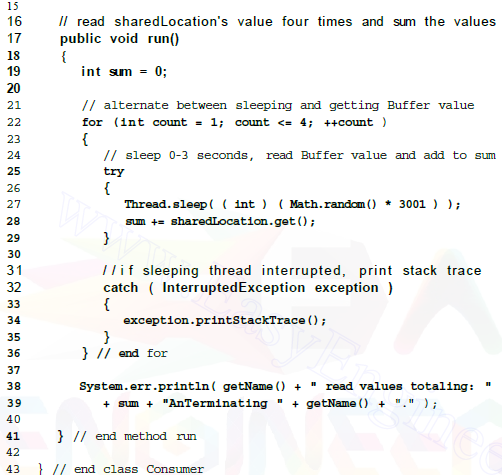 15
16 // read sharedLocation's value four times and sum the values
17 public void run()
18 {
19 int sum = 0;
20
21 // alternate between sleeping and getting Buffer value
22 for (int count = 1; count <= 4; ++count )
23 {
24 // sleep 0-3 seconds, read Buffer value and add to sum
25 try
26 {
27 Thread.sleep( ( int ) ( Math.random() * 3001 ) );
28 sum += sharedLocation.get();
29 }
30
31 //if sleeping thread interrupted, print stack trace
32 catch ( InterruptedException exception )
33 {
34 exception.printStackTrace();
35 }
36 } // end for
37
38 System.err.println( getName() + " read values totaling: "
39 + sum + "AnTerminating " + getName() + "." );
40
41 } // end method run
42
43 } // end class Consumer